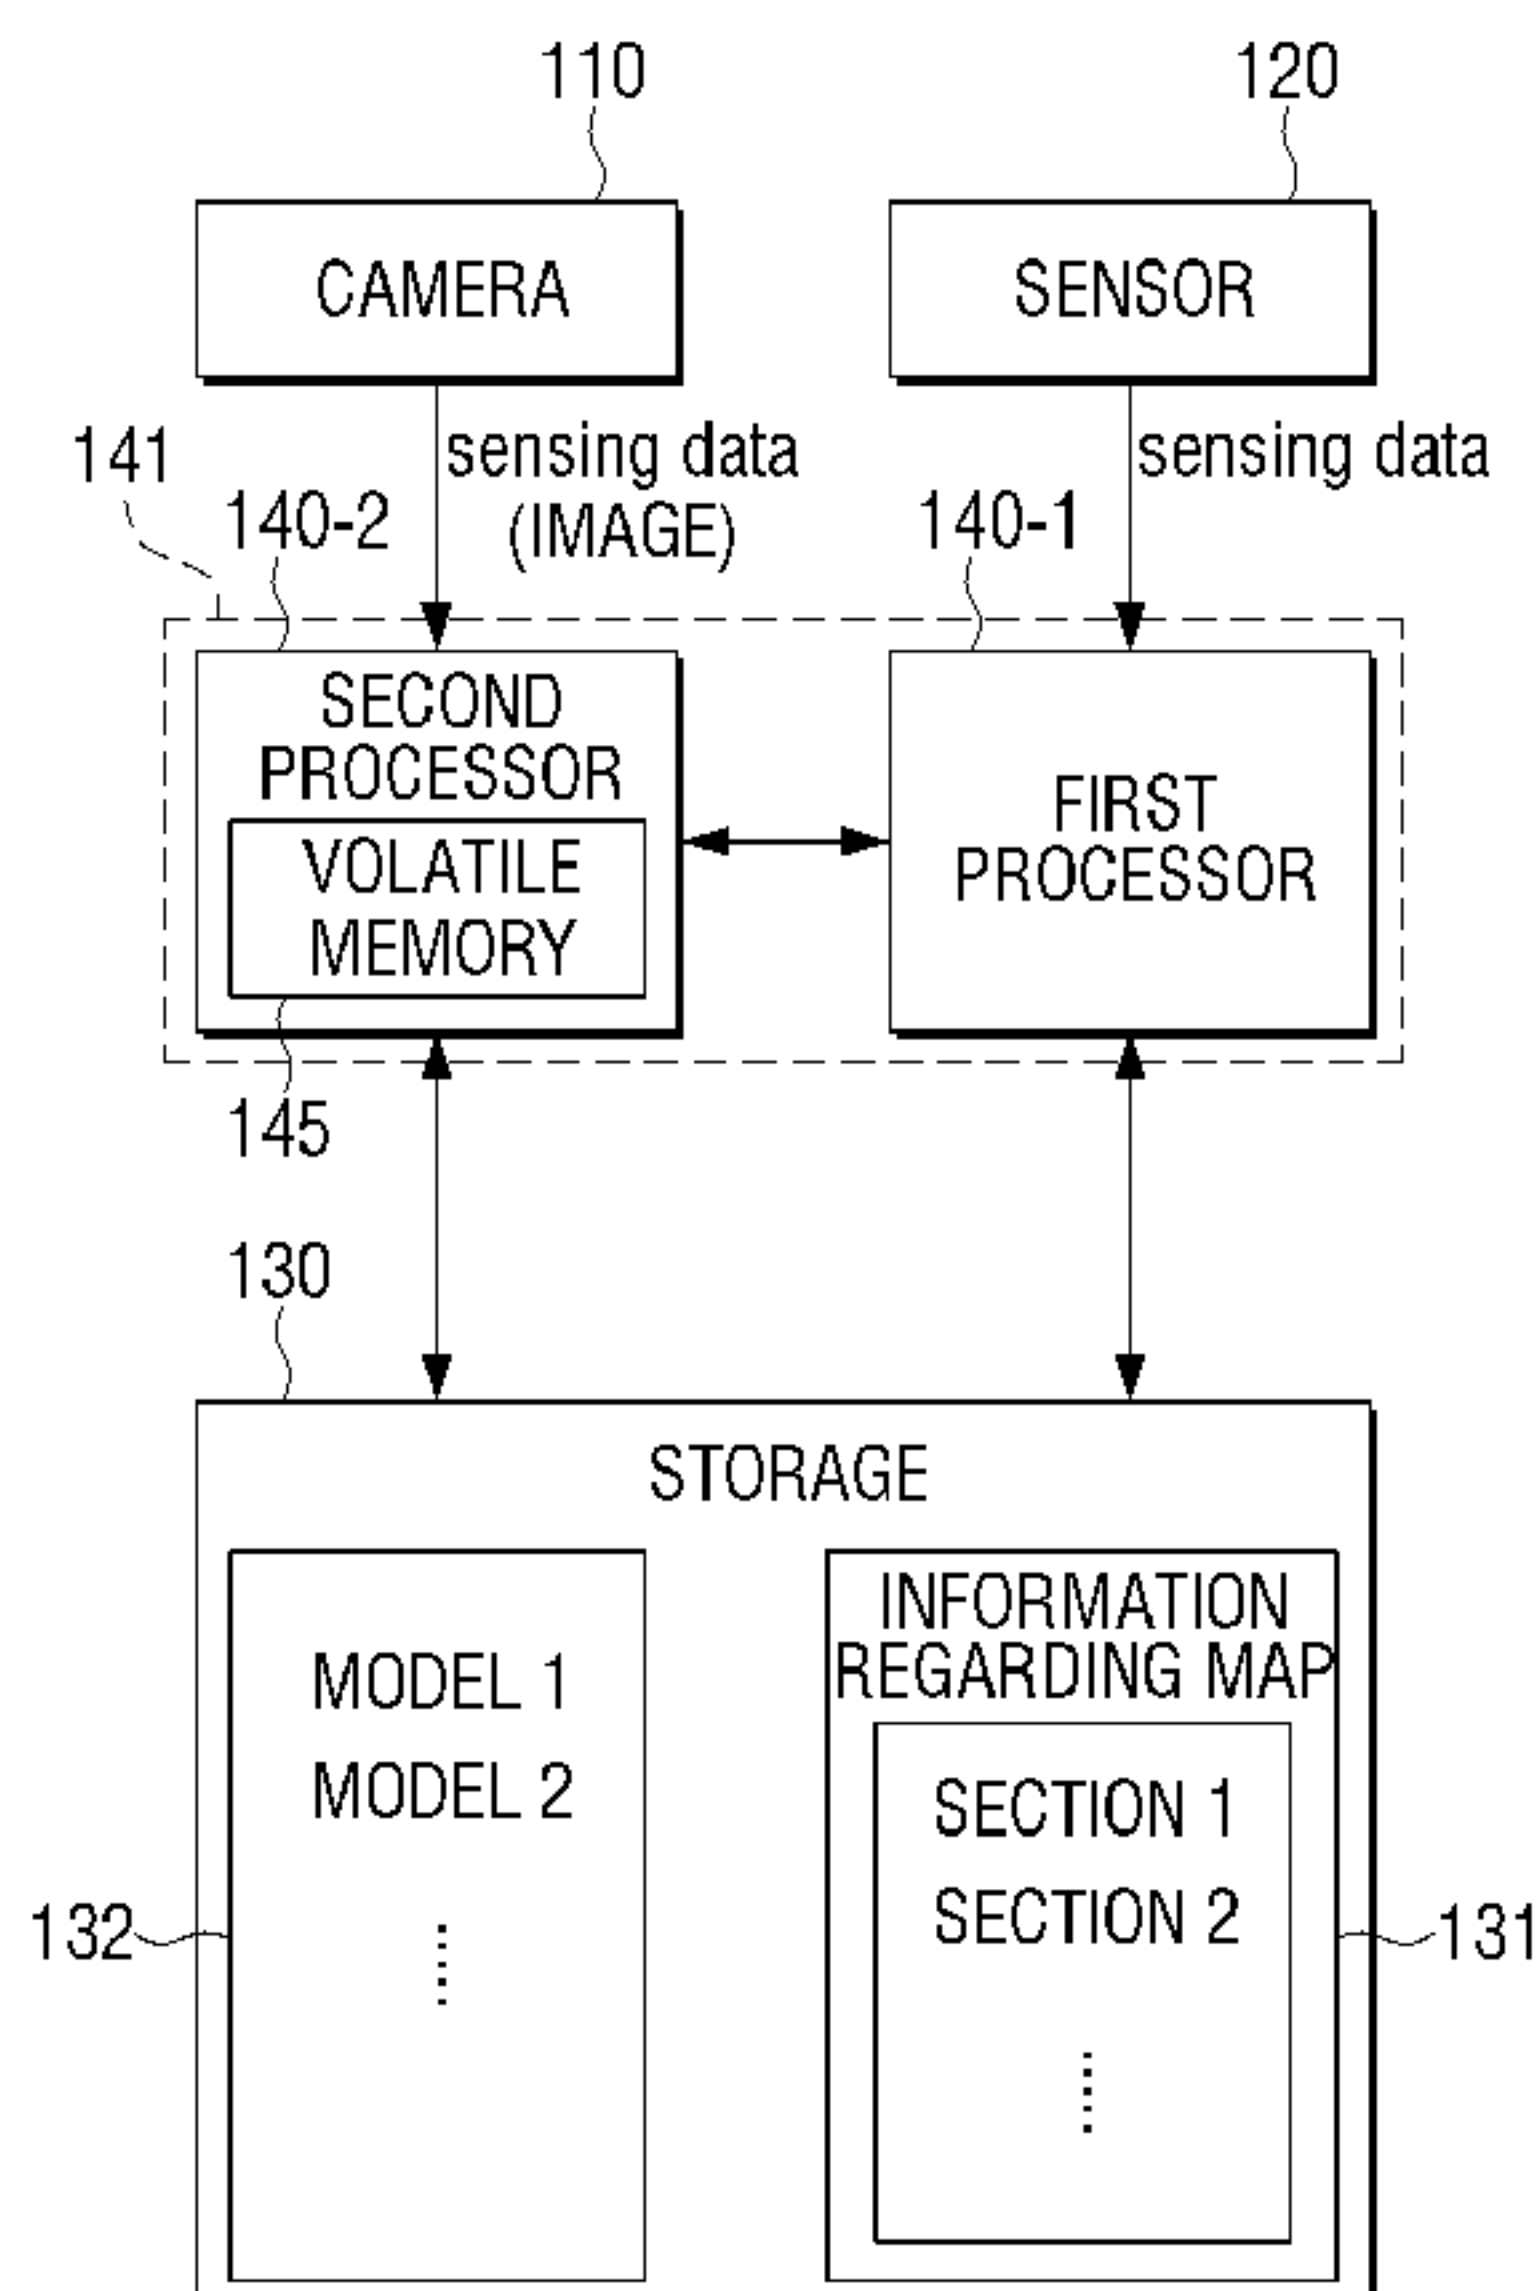 110
120
CAMERA
SENSOR
141
sensing data
(IMAGE)
sensing data
140-2
140-1
SECOND
PROCESSOR
VOLATILE
MEMORY
FIRST
PROCESSOR
145
130
STORAGE
MODEL 1
MODEL 2
INFORMATION
REGARDING MAP
SECTION 1
SECTION 2
132
131